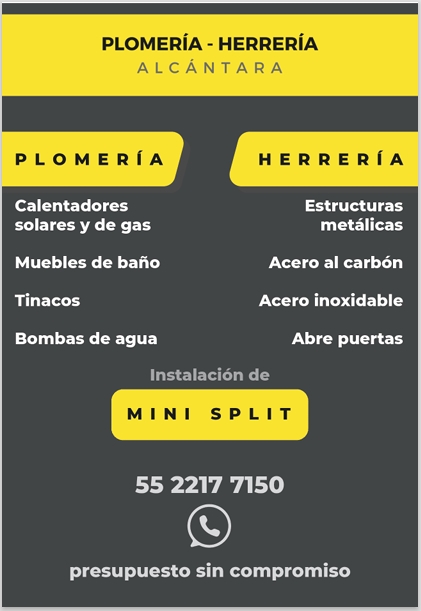 PLOMERÍA - HERRERÍA
ALCÁNTARA
PLOMERÍA
Calentadores
solares y de gas
Muebles de baño
Tinacos
Bombas de agua
HERRERÍA
Estructuras
metálicas
Acero al carbón
Acero inoxidable
Abre puertas
Instalación de
MINI SPLIT
55 2217 7150
presupuesto sin compromiso